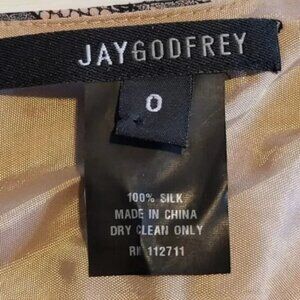 JAYGODFREY
0
100% SILK
MADE IN CHINA
DRY CLEAN ONLY
RN 112711